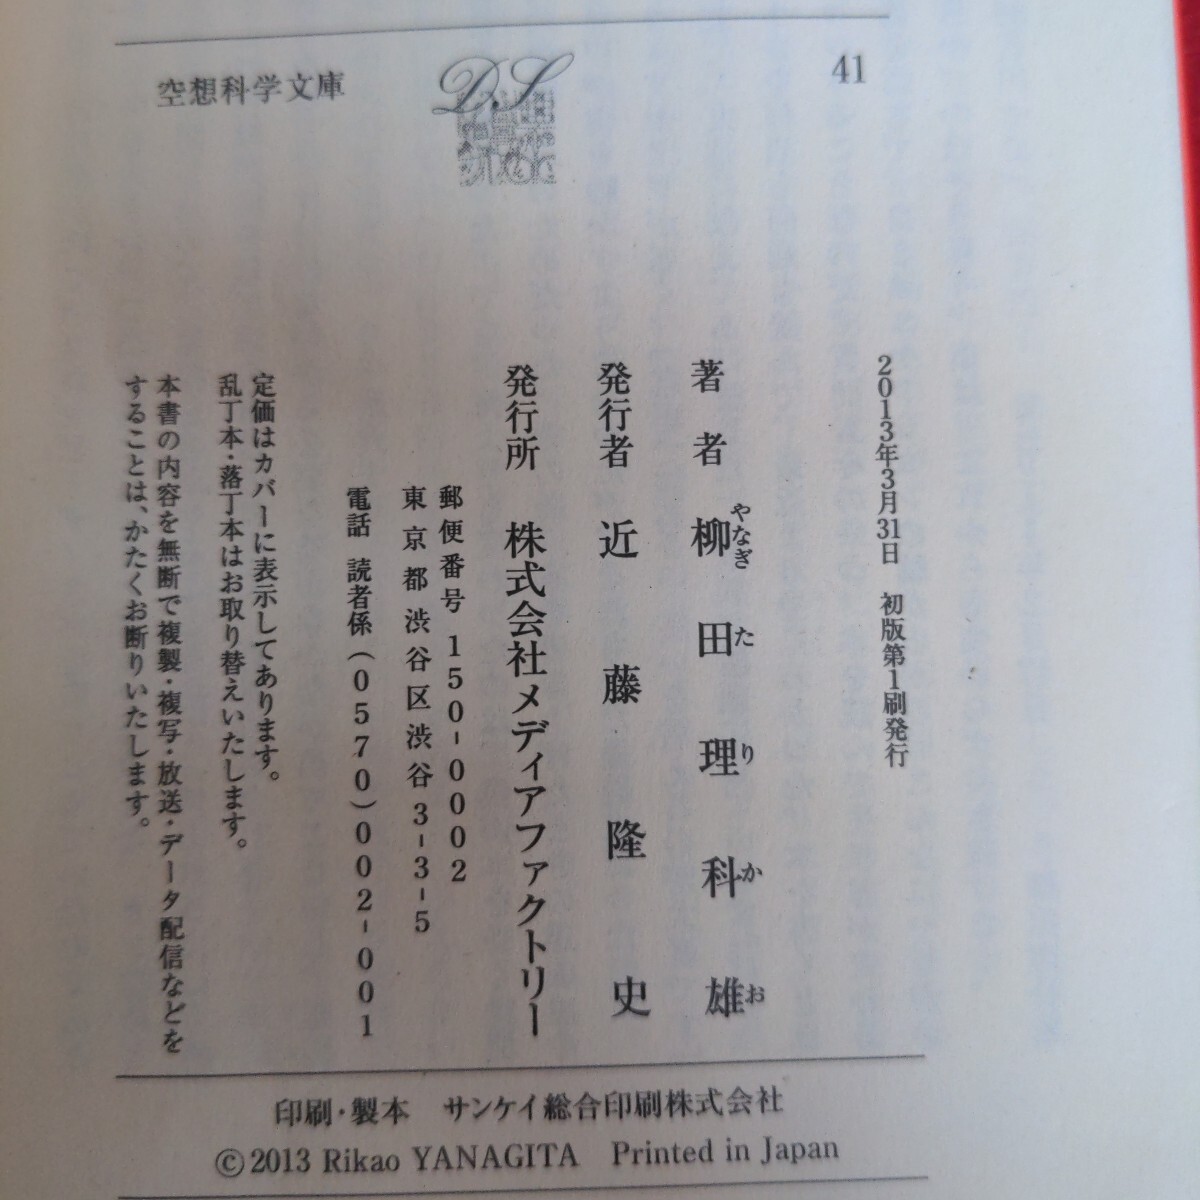 空想科学文庫
DS
41
2013年3月31日　初版第1刷発行
著者　柳田理科雄
やなぎ　た　り　か　お
発行者　近藤隆史
発行所　株式会社メディアファクトリー
郵便番号 150-0002
東京都渋谷区渋谷3-3-5
電話 読者係(0570)002-001
定価はカバーに表示してあります。
乱丁本・落丁本はお取り替えいたします。
本書の内容を無断で複製・複写・放送・データ配信などを
することは、かたくお断りいたします。
印刷・製本　サンケイ総合印刷株式会社
©2013 Rikao YANAGITA　Printed in Japan